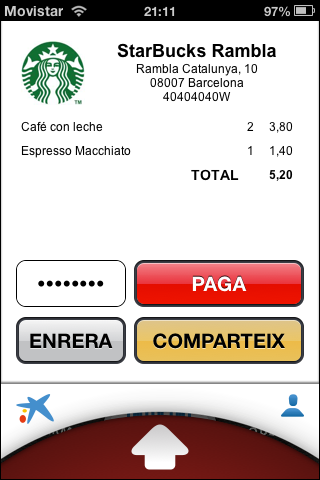 Movistar 21:11 97%
StarBucks Rambla
Rambla Catalunya, 10
08007 Barcelona
40404040W
Café con leche 2 3,80
Espresso Macchiato 1 1,40
TOTAL 5,20
••••••••
PAGA
ENRERA
COMPARTEIX